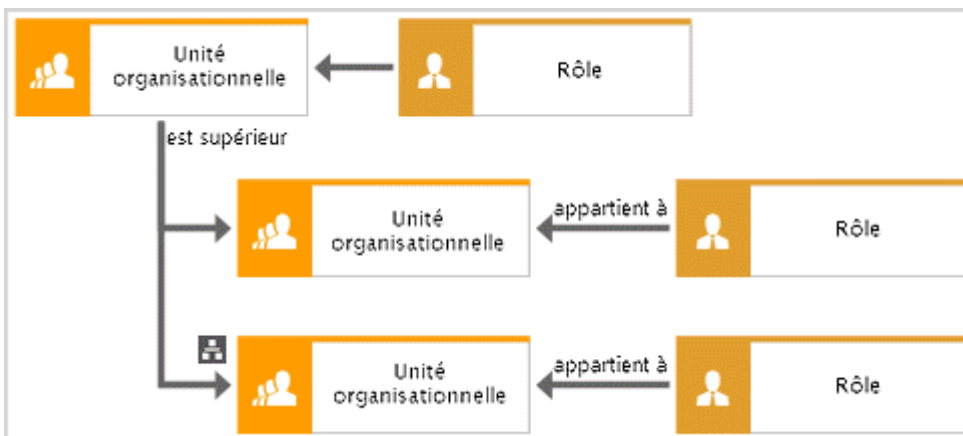 Unité
organisationnelle
Rôle
est supérieur
Unité
organisationnelle
appartient à
Rôle
Unité
organisationnelle
appartient à
Rôle